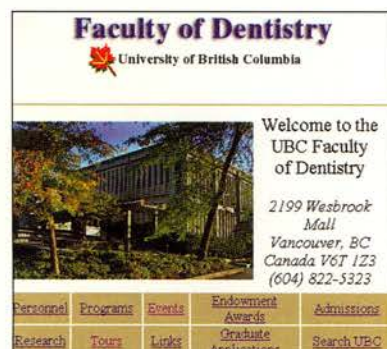 Faculty of Dentistry
University of British Columbia
Welcome to the
UBC Faculty
of Dentistry
2199 Wesbrook
Mall
Vancouver, BC
Canada V6T 1Z3
(604) 822-5323
Personnel Programs Events Endowment Awards Admissions
Research Tours Links Graduate Applications Search UBC